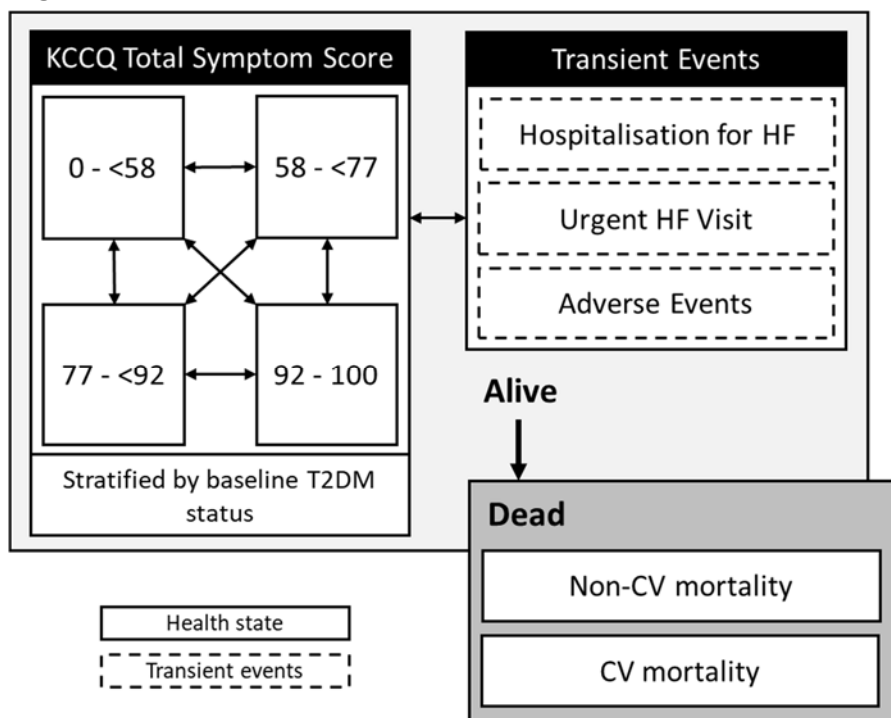 KCCQ Total Symptom Score
0 - <58
58 - <77
77 - <92
92 - 100
Stratified by baseline T2DM
status
Transient Events
Hospitalisation for HF
Urgent HF Visit
Adverse Events
Alive
Dead
Non-CV mortality
CV mortality
Health state
Transient events